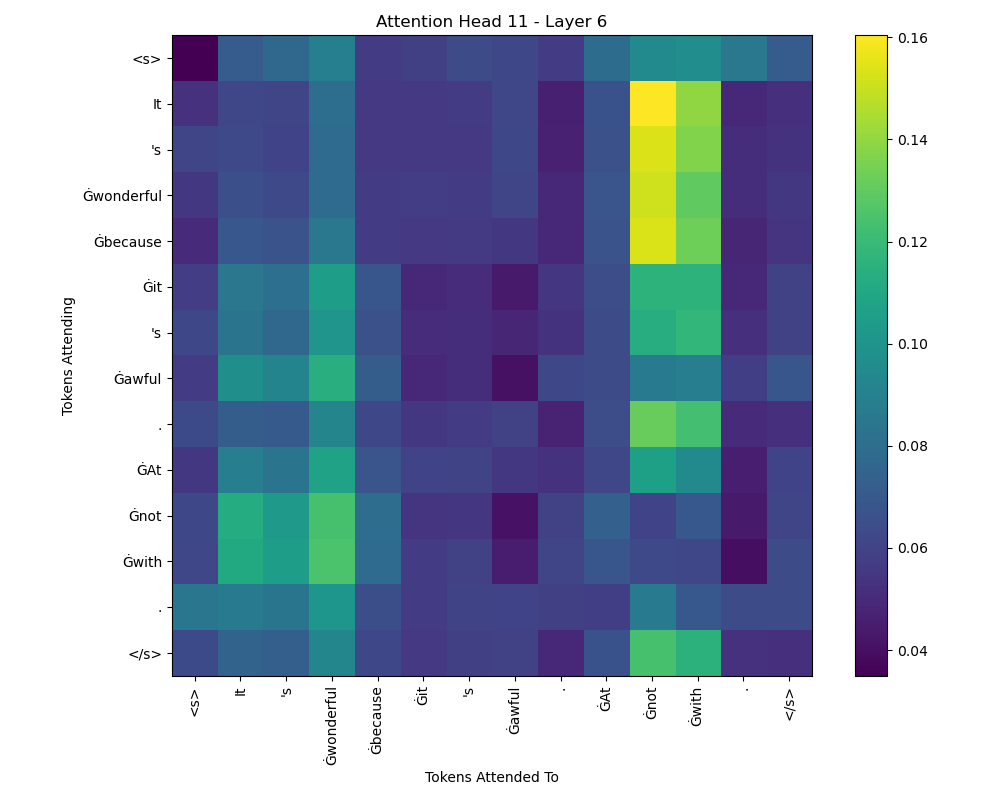 Attention Head 11 - Layer 6
Tokens Attending
<s>
It
's
Ġwonderful
Ġbecause
Ġit
's
Ġawful
.
ĠAt
Ġnot
Ġwith
.
</s>
<s>
It
's
Ġwonderful
Ġbecause
Ġit
's
Ġawful
.
ĠAt
Ġnot
Ġwith
.
</s>
Tokens Attended To
0.16
0.14
0.12
0.10
0.08
0.06
0.04